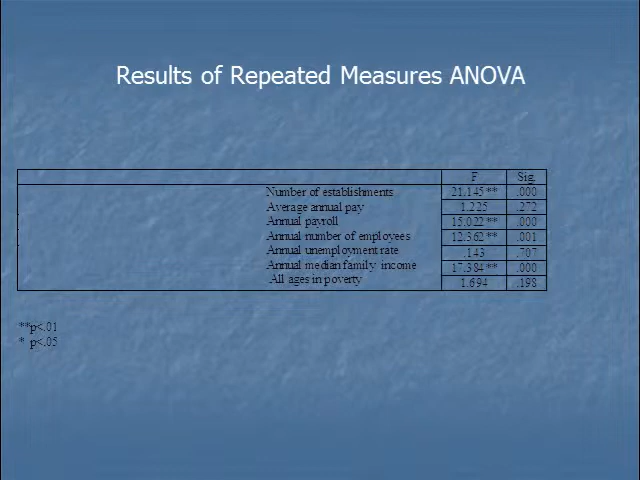 Results of Repeated Measures ANOVA
F Sig.
Number of establishments 21.145** .000
Average annual pay 1.225 .272
Annual payroll 15.022** .000
Annual number of employees 12.362** .001
Annual unemployment rate .143 .707
Annual median family income 17.384** .000
All ages in poverty 1.694 .198
**p<.01
* p<.05